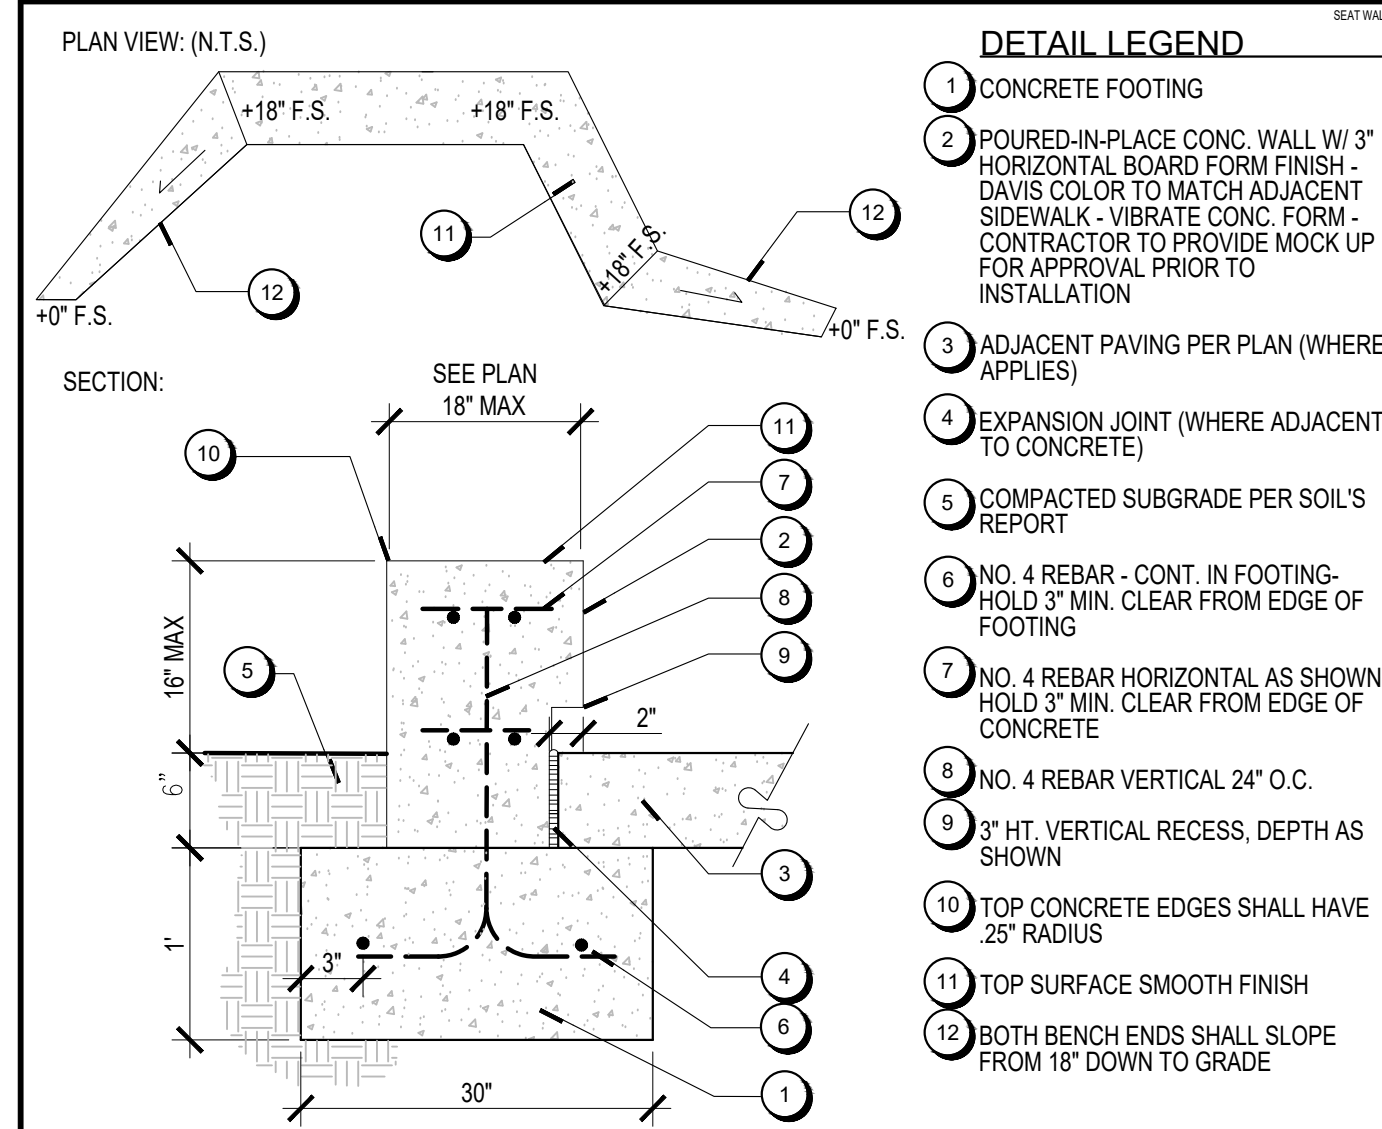 SEAT WAL
PLAN VIEW: (N.T.S.)
+18" F.S.
+18" F.S.
+18" F.S.
11
12
12
+0" F.S.
+0" F.S.
SECTION:
SEE PLAN
18" MAX
10
11
7
2
8
9
16" MAX
5
2"
6"
3
1'
3"
4
6
30"
1
DETAIL LEGEND
1 CONCRETE FOOTING
2 POURED-IN-PLACE CONC. WALL W/ 3"
HORIZONTAL BOARD FORM FINISH -
DAVIS COLOR TO MATCH ADJACENT
SIDEWALK - VIBRATE CONC. FORM -
CONTRACTOR TO PROVIDE MOCK UP
FOR APPROVAL PRIOR TO
INSTALLATION
3 ADJACENT PAVING PER PLAN (WHERE
APPLIES)
4 EXPANSION JOINT (WHERE ADJACENT
TO CONCRETE)
5 COMPACTED SUBGRADE PER SOIL'S
REPORT
6 NO. 4 REBAR - CONT. IN FOOTING-
HOLD 3" MIN. CLEAR FROM EDGE OF
FOOTING
7 NO. 4 REBAR HORIZONTAL AS SHOWN
HOLD 3" MIN. CLEAR FROM EDGE OF
CONCRETE
8 NO. 4 REBAR VERTICAL 24" O.C.
9 3" HT. VERTICAL RECESS, DEPTH AS
SHOWN
10 TOP CONCRETE EDGES SHALL HAVE
.25" RADIUS
11 TOP SURFACE SMOOTH FINISH
12 BOTH BENCH ENDS SHALL SLOPE
FROM 18" DOWN TO GRADE